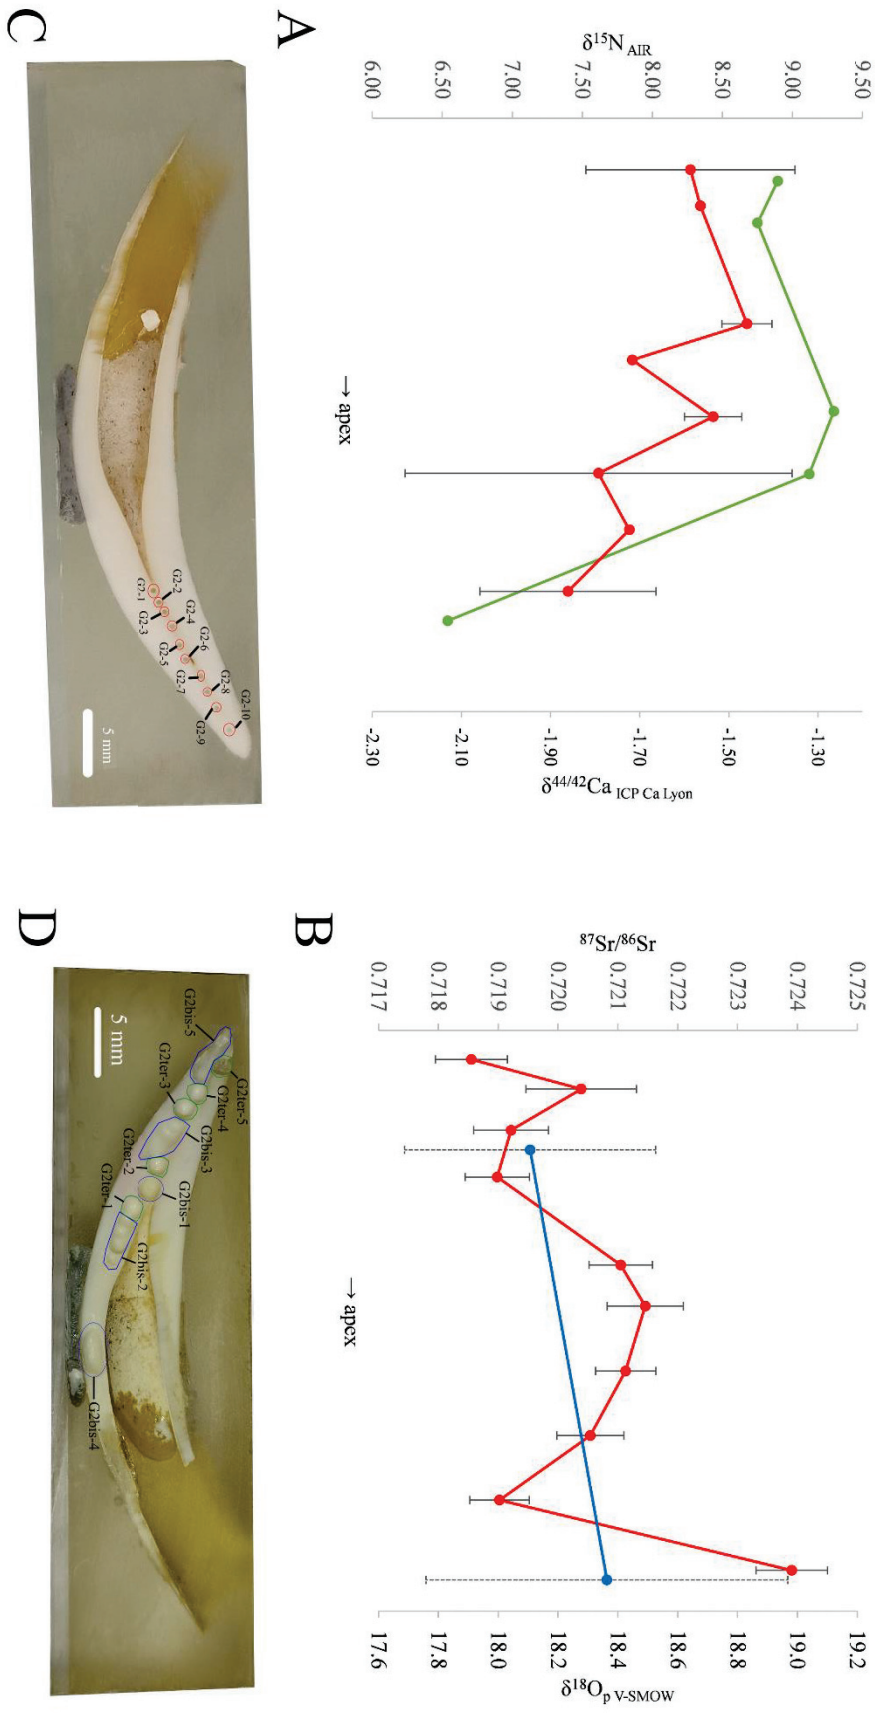 A
δ15N AIR
9.50
9.00
8.50
8.00
7.50
7.00
6.50
6.00
→ apex
-1.30
-1.50
-1.70
-1.90
-2.10
-2.30
δ44/42Ca ICP Ca Lyon
B
87Sr/86Sr
0.725
0.724
0.723
0.722
0.721
0.720
0.719
0.718
0.717
→ apex
19.2
19.0
18.8
18.6
18.4
18.2
18.0
17.8
17.6
δ18Op V-SMOW
C
G2-1
G2-2
G2-3
G2-4
G2-5
G2-6
G2-7
G2-8
G2-9
G2-10
5 mm
D
G2bis-5
G2ter-5
G2ter-4
G2ter-3
G2bis-3
G2ter-2
G2bis-1
G2ter-1
G2bis-2
G2bis-4
5 mm